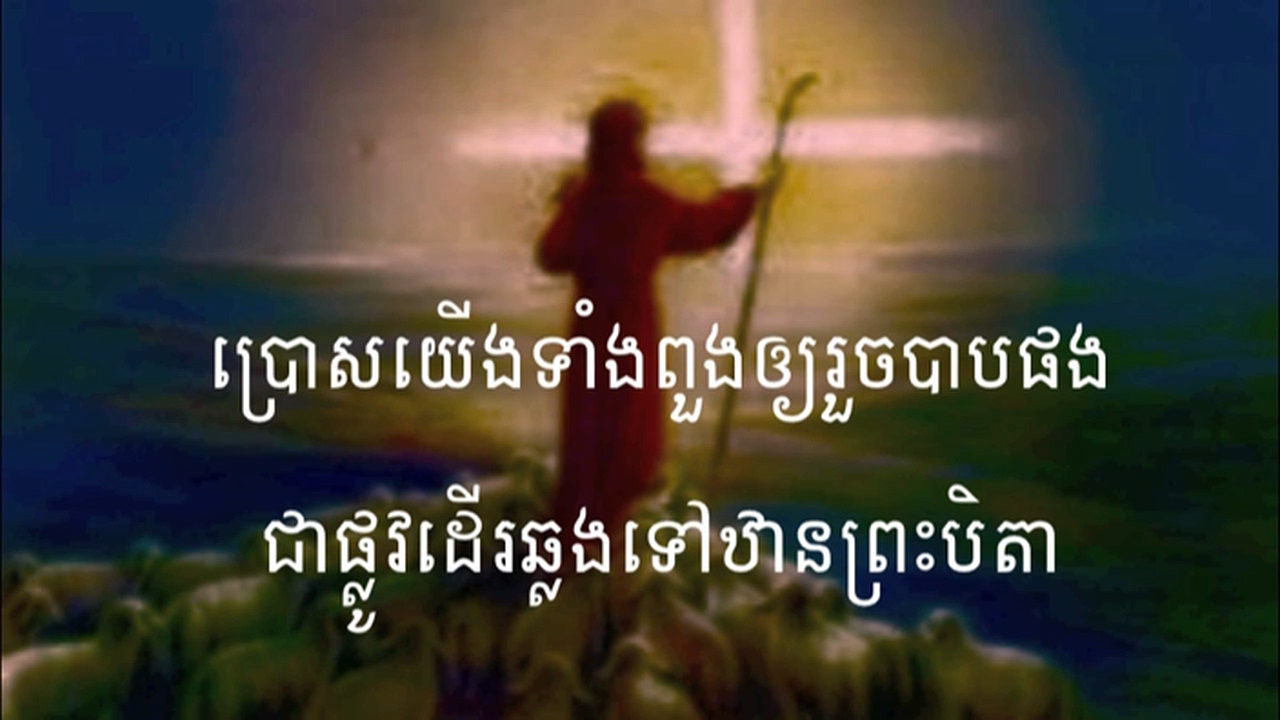 ប្រោសយើងទាំងពួងឲ្យរួចបាបផង
ជាផ្លូវដើរឆ្លងទៅឋានព្រះបិតា